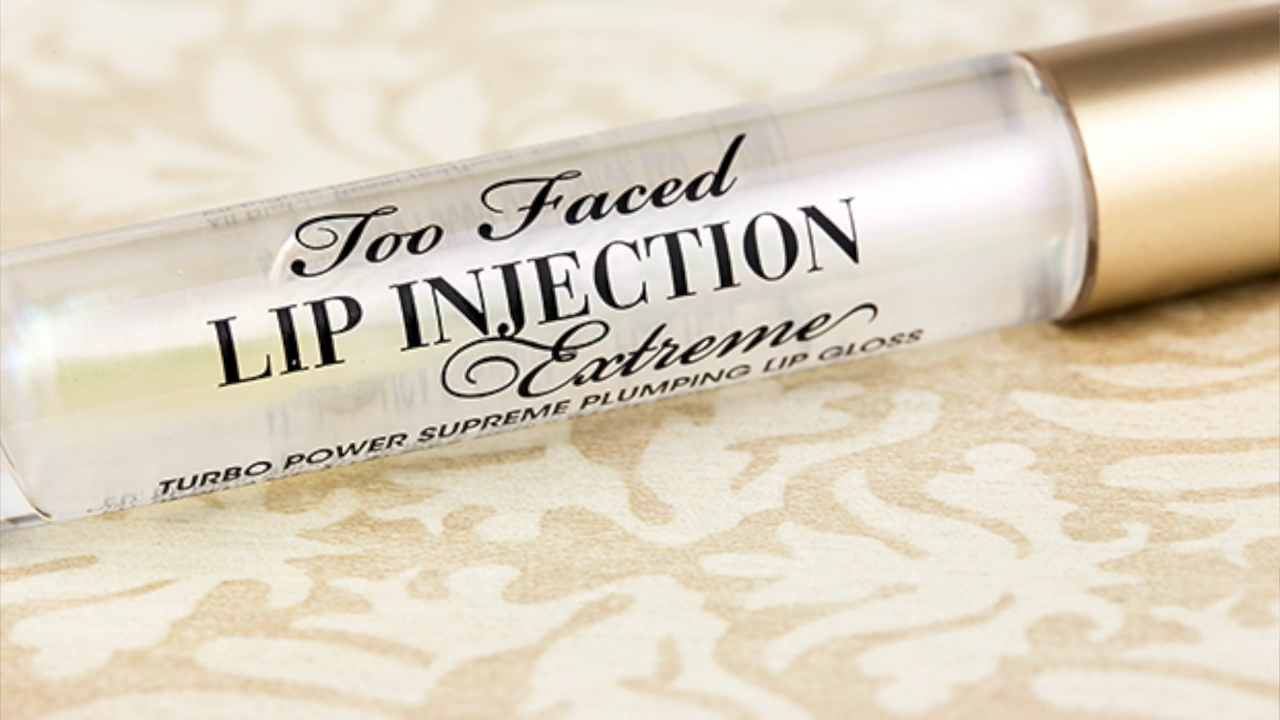 Too Faced
LIP INJECTION
Extreme
TURBO POWER SUPREME PLUMPING LIP GLOSS